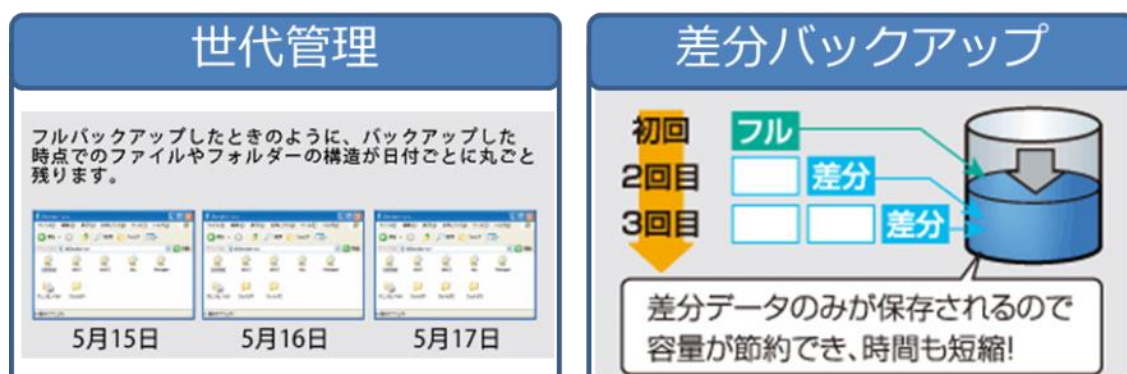 世代管理
フルバックアップしたときのように、バックアップした
時点でのファイルやフォルダーの構造が日付ごとに丸ごと
残ります。
5月15日
5月16日
5月17日
差分バックアップ
初回
フル
2回目
差分
3回目
差分
差分データのみが保存されるので
容量が節約でき、時間も短縮!